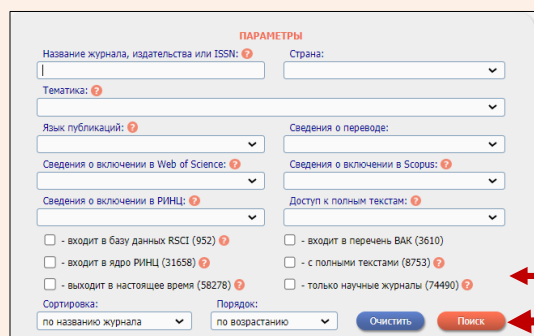 ПАРАМЕТРЫ
Название журнала, издательства или ISSN: ? Страна:
Тематика: ?
Язык публикаций: ? Сведения о переводе:
Сведения о включении в Web of Science: ? Сведения о включении в Scopus: ?
Сведения о включении в РИНЦ: ? Доступ к полным текстам: ?
- входит в базу данных RSCI (952) ? - входит в перечень ВАК (3610)
- входит в ядро РИНЦ (31658) ? - с полными текстами (8753) ?
- выходит в настоящее время (58278) ? - только научные журналы (74490) ?
Сортировка: Порядок:
по названию журнала по возрастанию Очистить Поиск